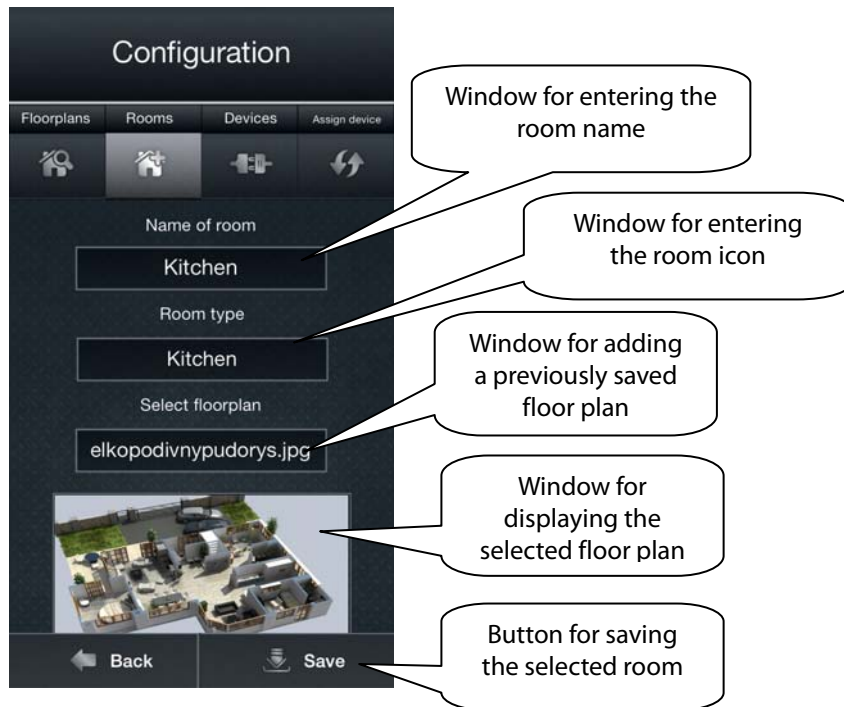 Configuration
Floorplans Rooms Devices Assign device
Name of room
Kitchen
Room type
Kitchen
Select floorplan
elkopodivnypudorys.jpg
Back Save
Window for entering the
room name
Window for entering
the room icon
Window for adding
a previously saved
floor plan
Window for
displaying the
selected floor plan
Button for saving
the selected room